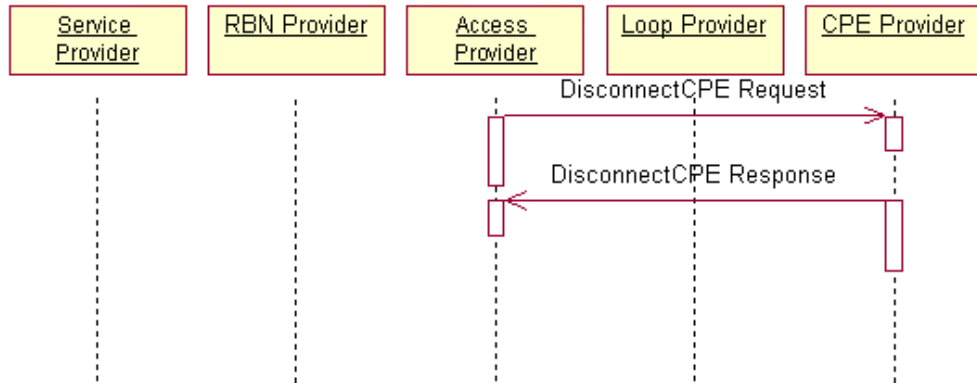 Service
Provider
RBN Provider
Access
Provider
Loop Provider
CPE Provider
DisconnectCPE Request
DisconnectCPE Response